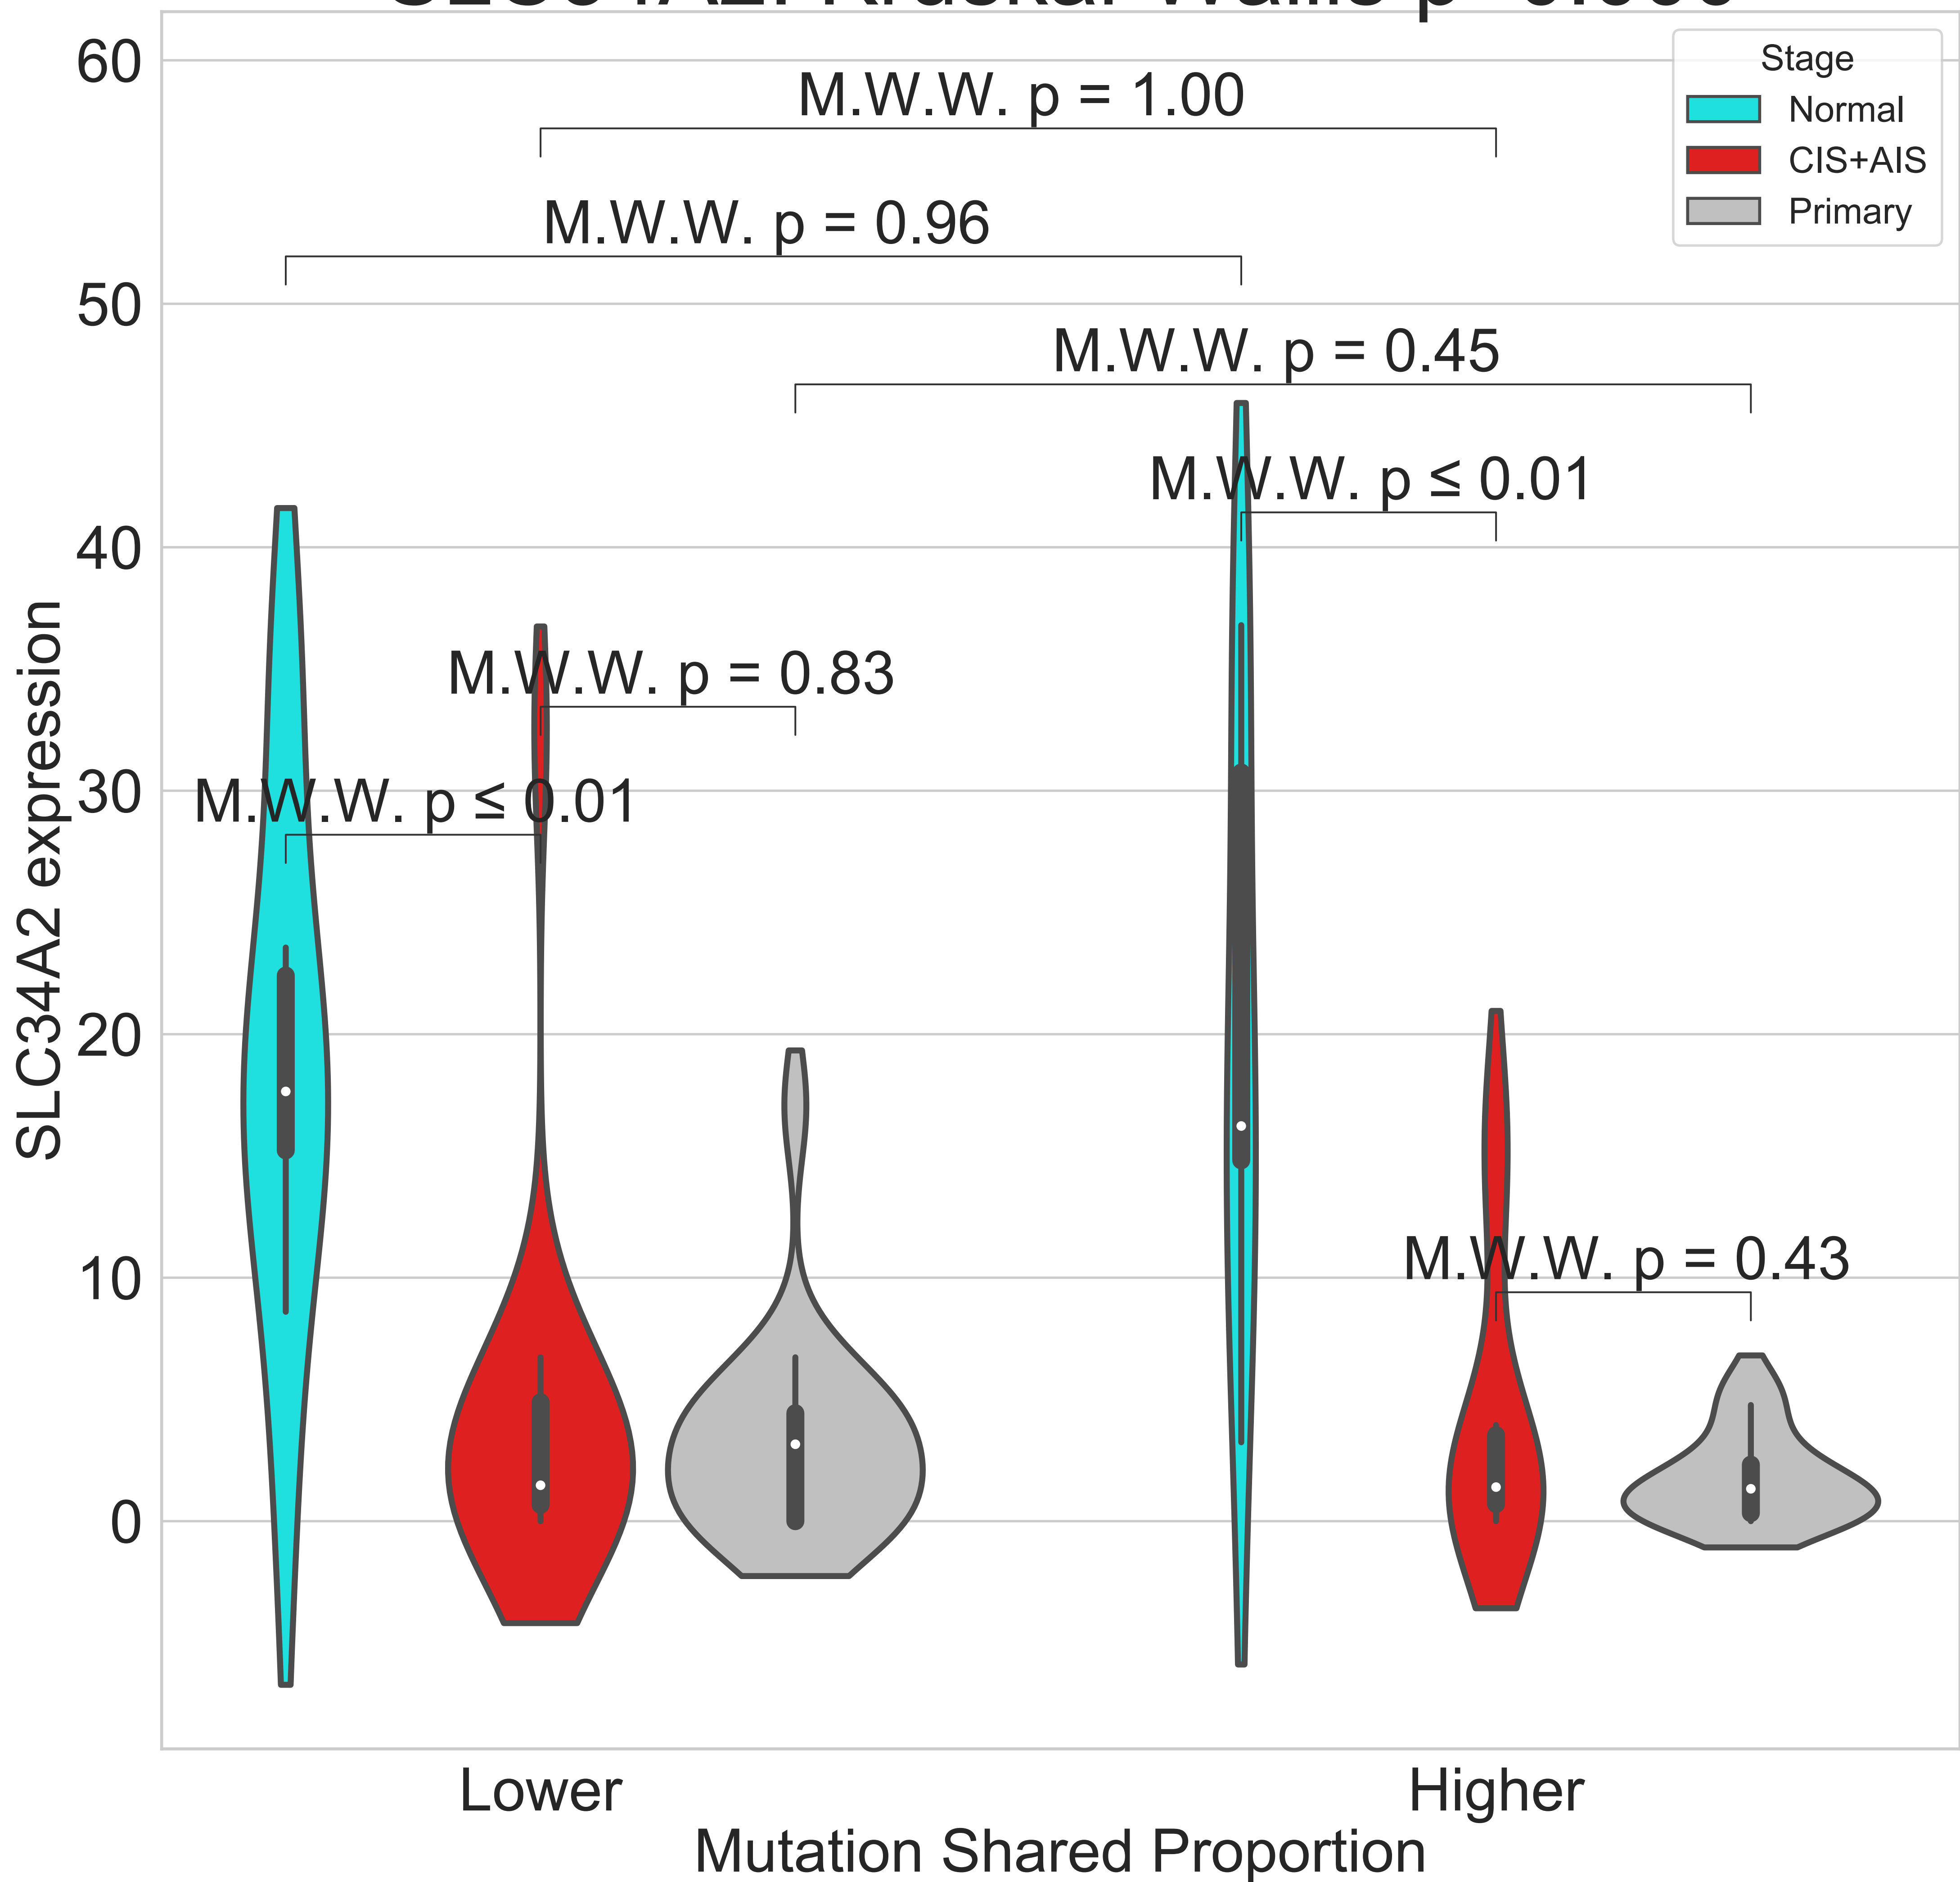 60
50
40
30
20
10
0
SLC34A2 expression
Stage
Normal
CIS+AIS
Primary
M.W.W. p = 1.00
M.W.W. p = 0.96
M.W.W. p = 0.45
M.W.W. p ≤ 0.01
M.W.W. p = 0.83
M.W.W. p ≤ 0.01
M.W.W. p = 0.43
Lower
Higher
Mutation Shared Proportion